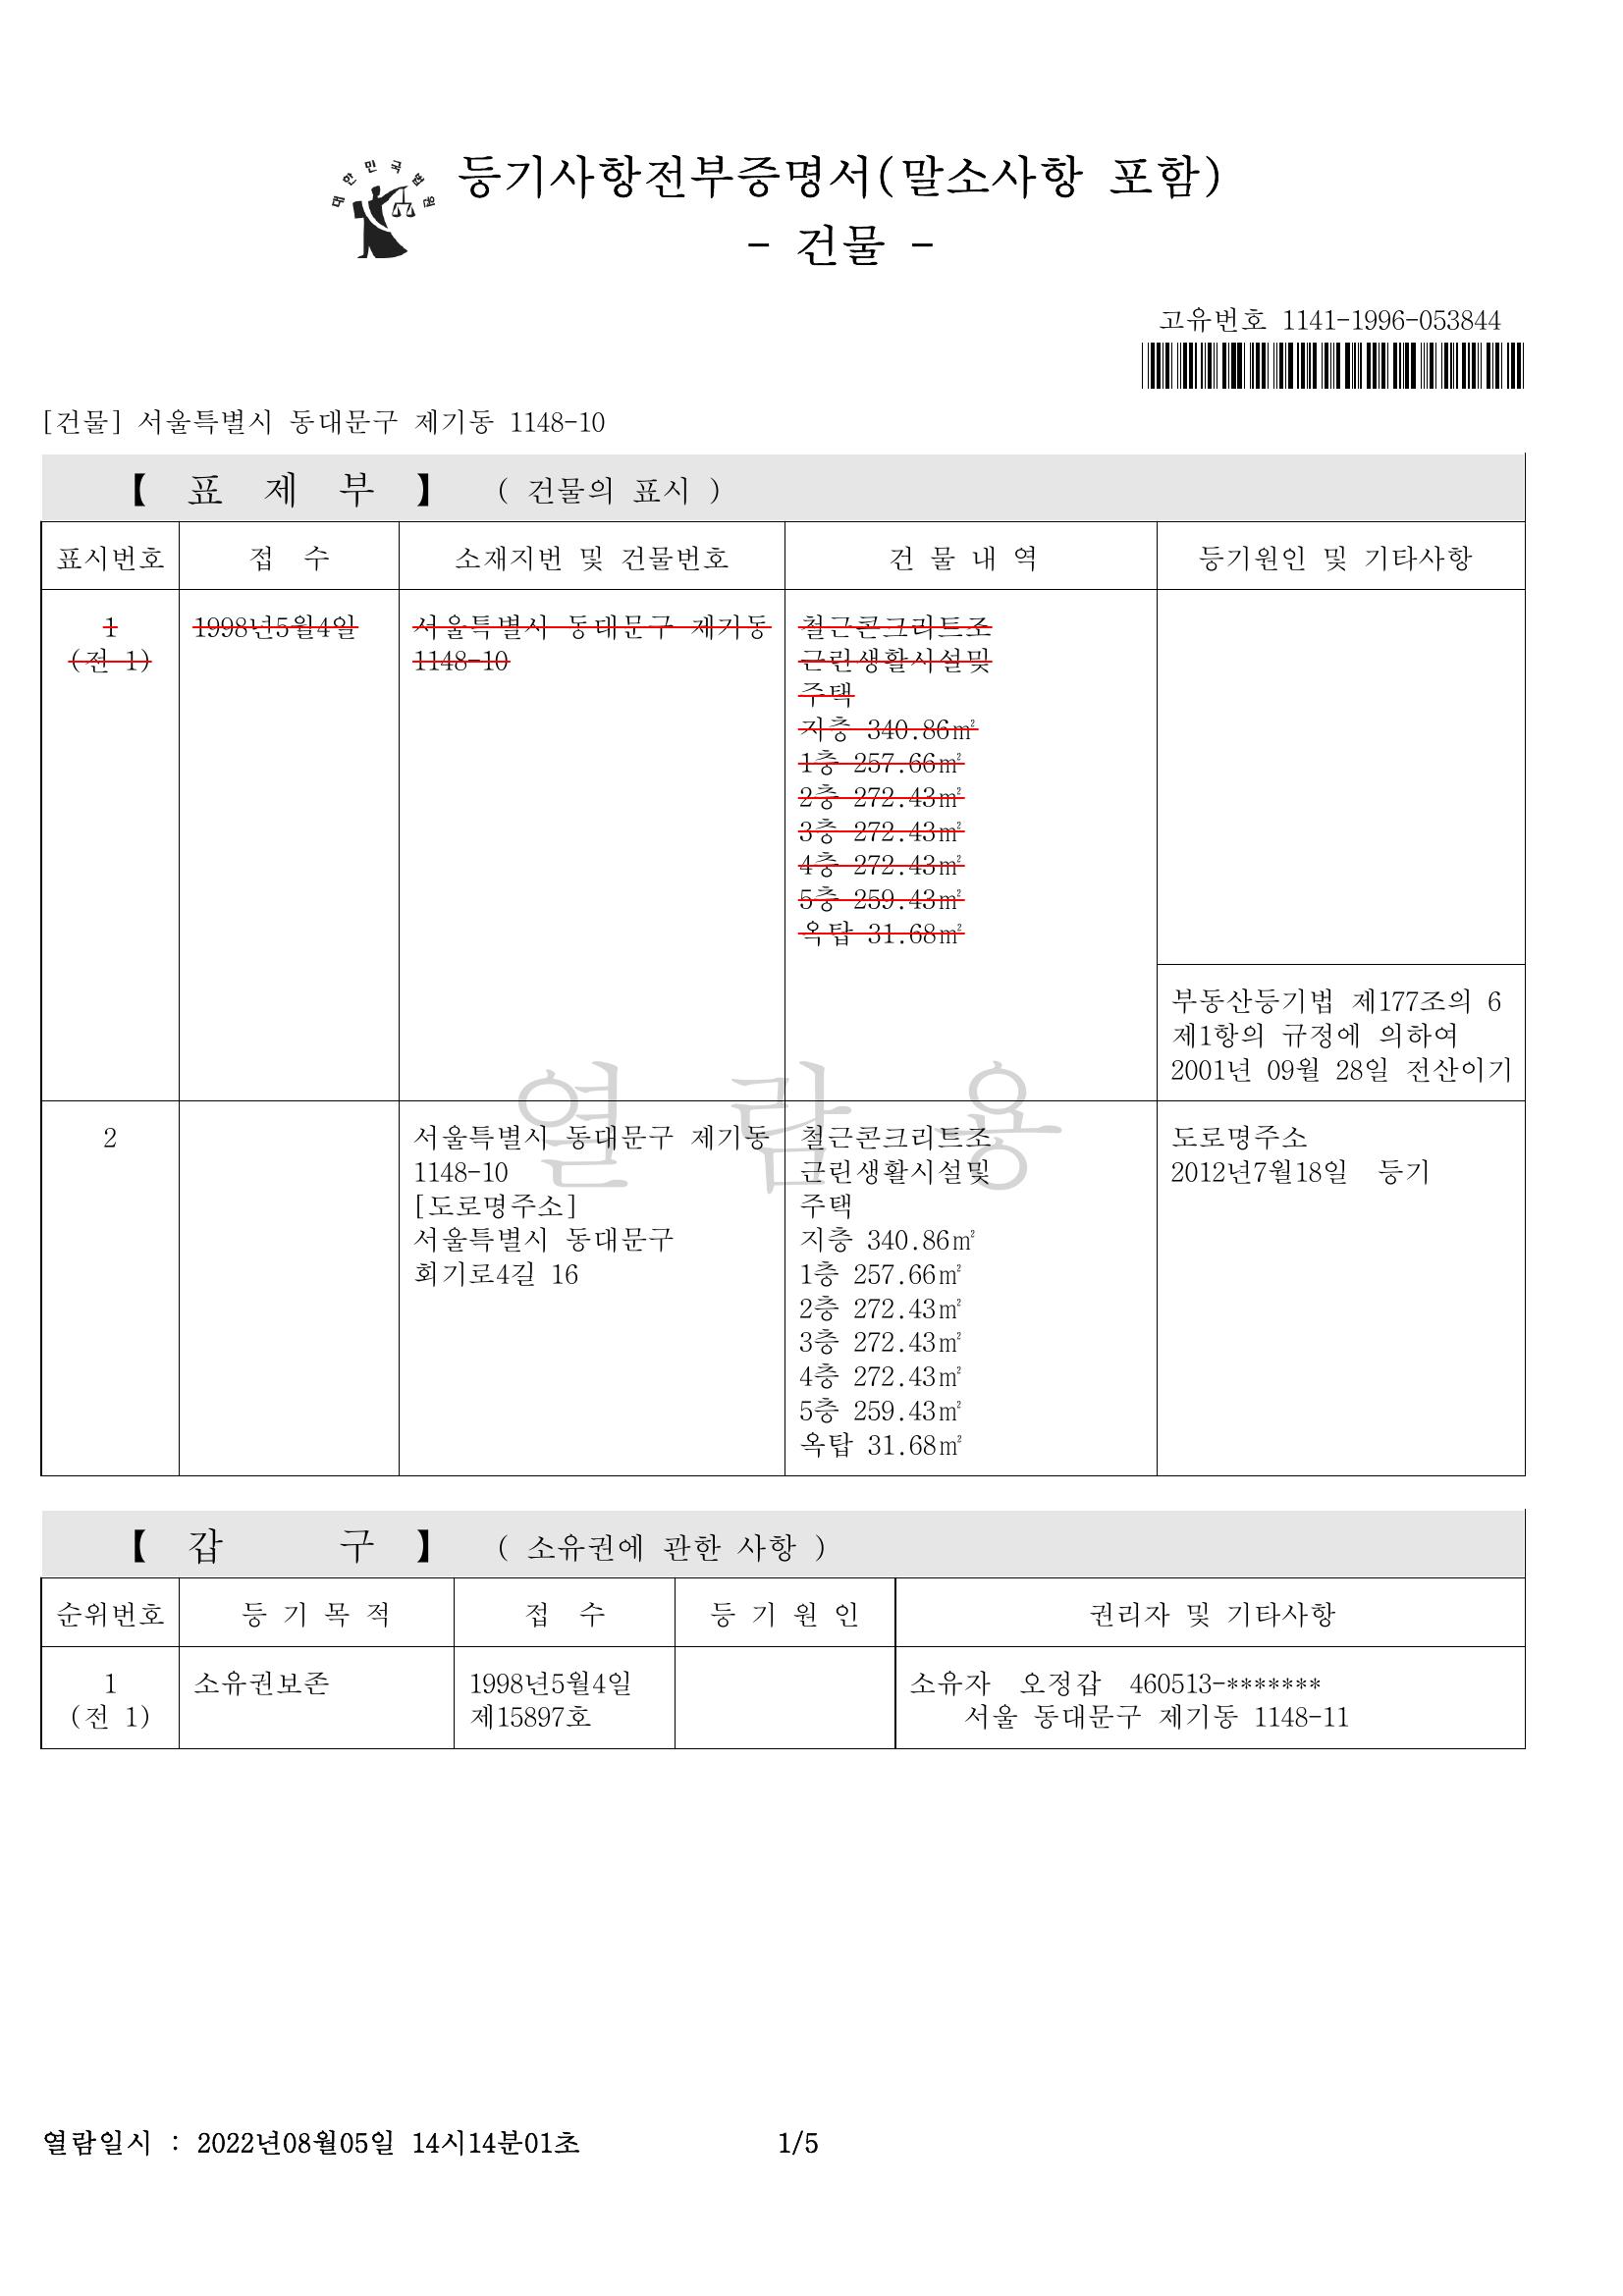 대한민국법원
등기사항전부증명서(말소사항 포함)
- 건물 -
고유번호 1141-1996-053844
[건물] 서울특별시 동대문구 제기동 1148-10
【 표 제 부 】 ( 건물의 표시 )
표시번호 접 수 소재지번 및 건물번호 건 물 내 역 등기원인 및 기타사항
1 1998년5월4일 서울특별시 동대문구 제기동 철근콘크리트조
(전 1) 1148-10 근린생활시설및
주택
지층 340.86㎡
1층 257.66㎡
2층 272.43㎡
3층 272.43㎡
4층 272.43㎡
5층 259.43㎡
옥탑 31.68㎡
부동산등기법 제177조의 6
제1항의 규정에 의하여
2001년 09월 28일 전산이기
열 람 용
2 서울특별시 동대문구 제기동 철근콘크리트조 도로명주소
1148-10 근린생활시설및 2012년7월18일 등기
[도로명주소] 주택
서울특별시 동대문구 지층 340.86㎡
회기로4길 16 1층 257.66㎡
2층 272.43㎡
3층 272.43㎡
4층 272.43㎡
5층 259.43㎡
옥탑 31.68㎡
【 갑 구 】 ( 소유권에 관한 사항 )
순위번호 등 기 목 적 접 수 등 기 원 인 권리자 및 기타사항
1 소유권보존 1998년5월4일 소유자 오정갑 460513-*******
(전 1) 제15897호 서울 동대문구 제기동 1148-11
열람일시 : 2022년08월05일 14시14분01초 1/5